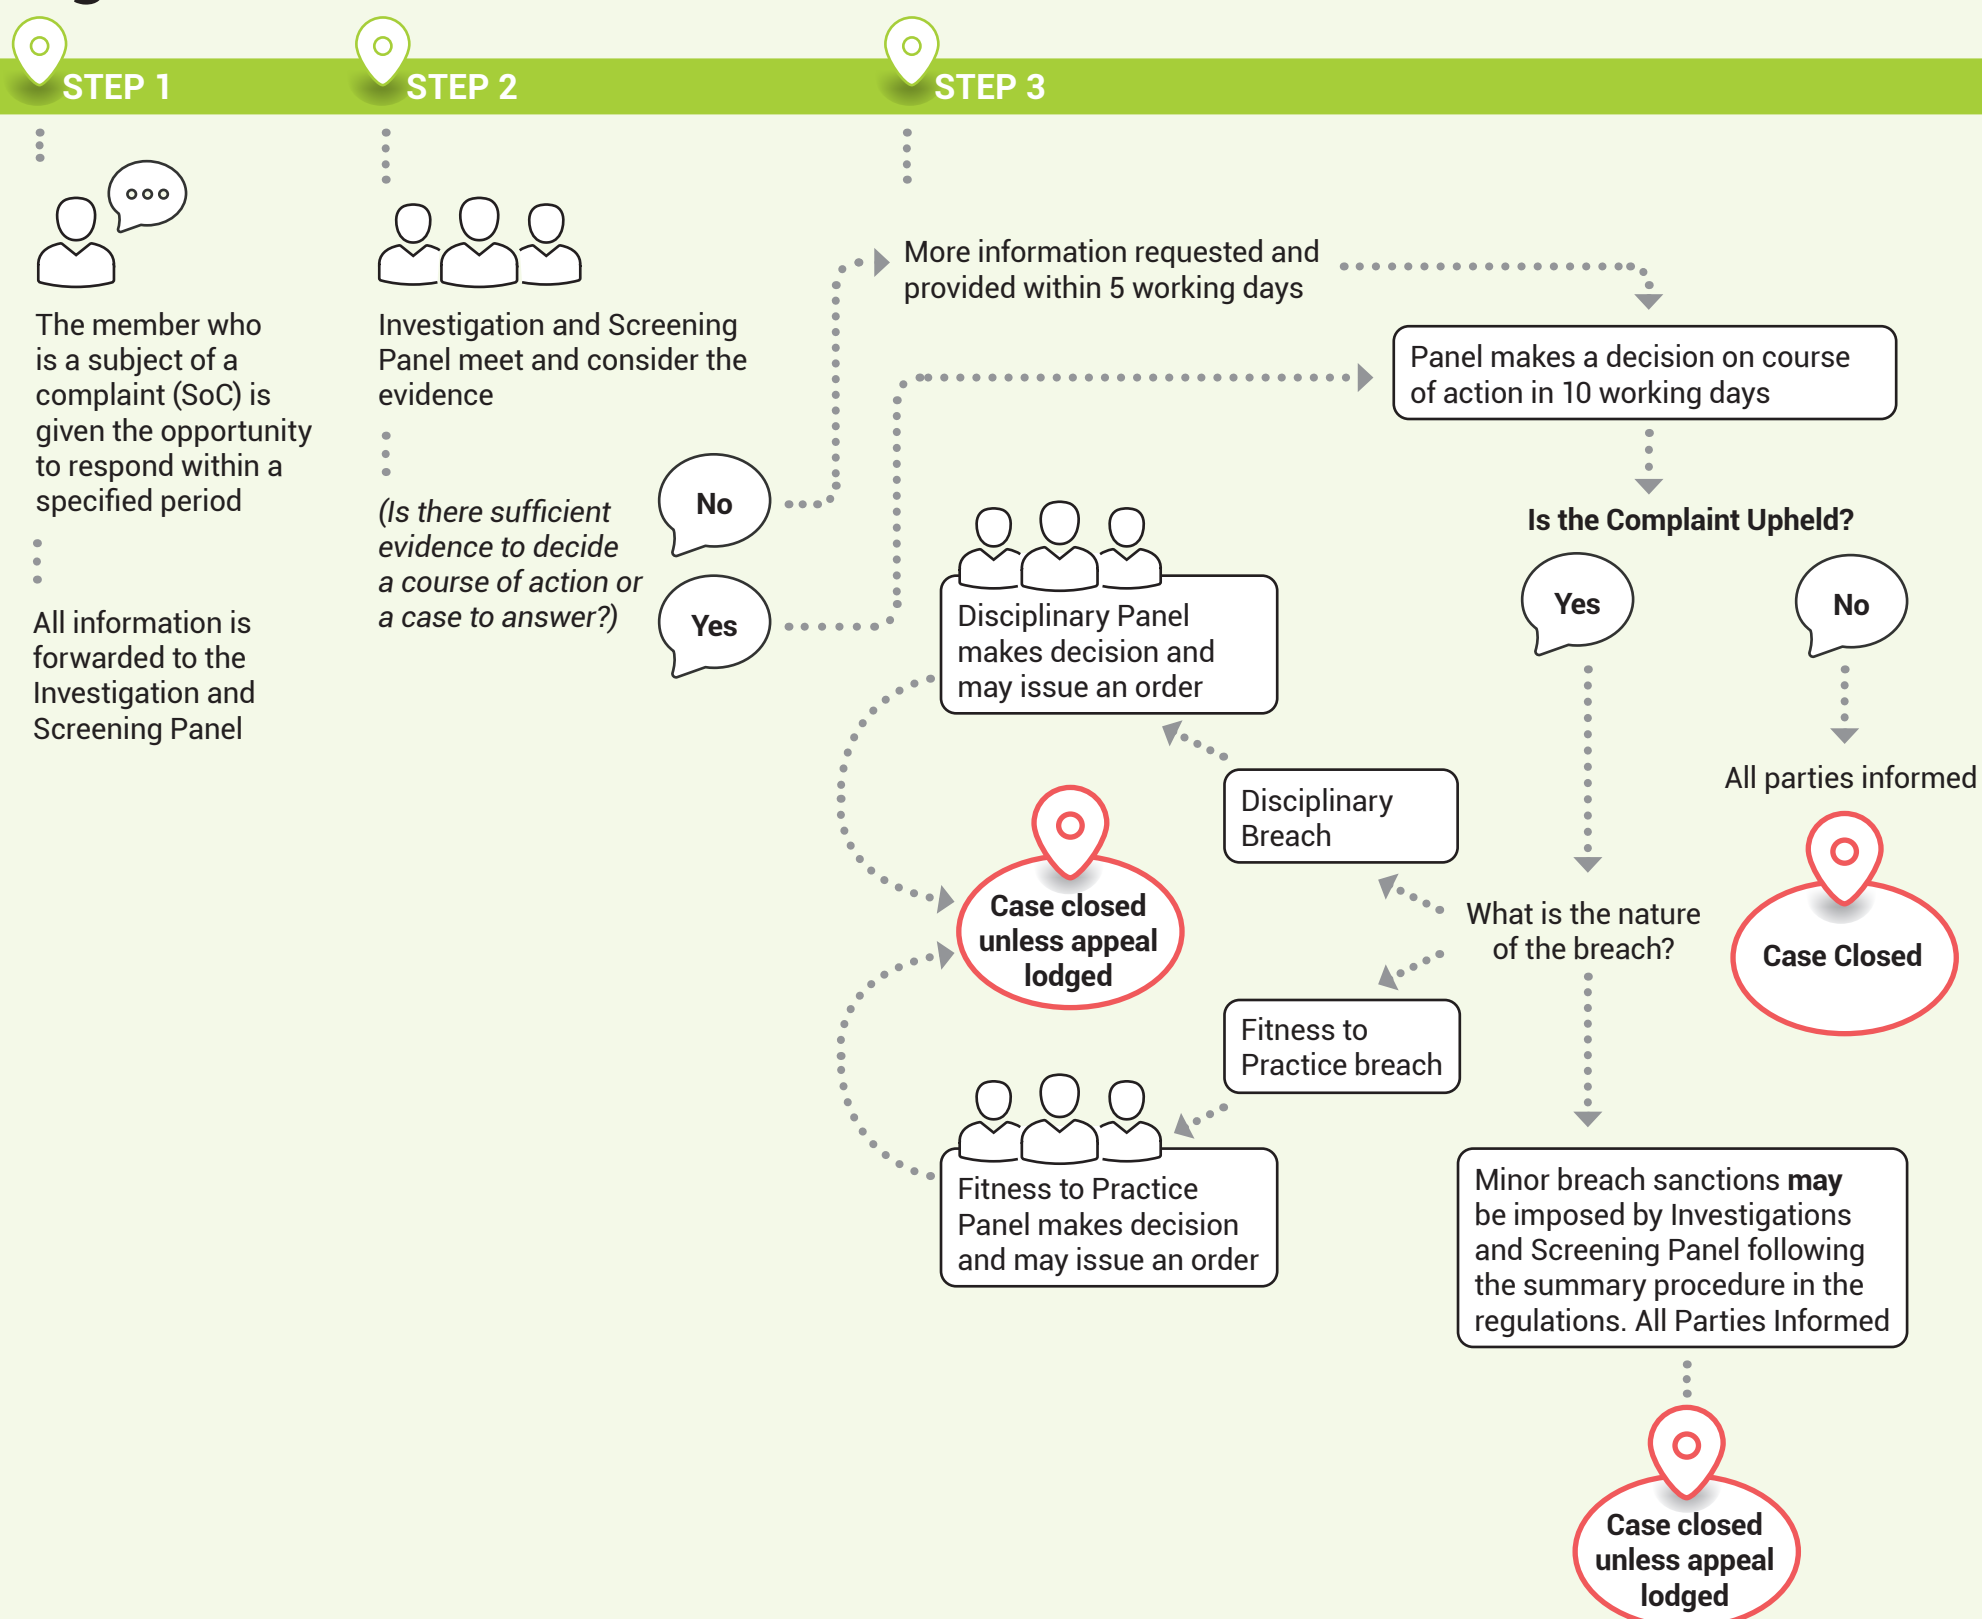 STEP 1
STEP 2
STEP 3
The member who
is a subject of a
complaint (SoC) is
given the opportunity
to respond within a
specified period
All information is
forwarded to the
Investigation and
Screening Panel
Investigation and Screening
Panel meet and consider the
evidence
(Is there sufficient
evidence to decide
a course of action or
a case to answer?)
No
Yes
More information requested and
provided within 5 working days
Panel makes a decision on course
of action in 10 working days
Is the Complaint Upheld?
Yes
No
All parties informed
Case Closed
What is the nature
of the breach?
Disciplinary
Breach
Disciplinary Panel
makes decision and
may issue an order
Case closed
unless appeal
lodged
Fitness to
Practice breach
Fitness to Practice
Panel makes decision
and may issue an order
Minor breach sanctions may
be imposed by Investigations
and Screening Panel following
the summary procedure in the
regulations. All Parties Informed
Case closed
unless appeal
lodged